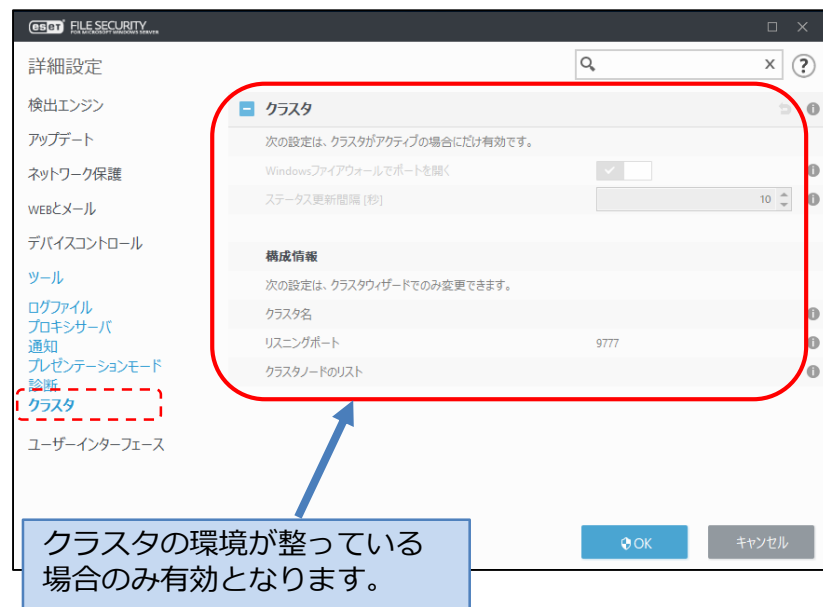 eset FILE SECURITY
FOR MICROSOFT WINDOWS SERVER
詳細設定
検出エンジン
アップデート
ネットワーク保護
WEBとメール
デバイスコントロール
ツール
ログファイル
プロキシサーバ
通知
プレゼンテーションモード
診断
クラスタ
ユーザーインターフェース
クラスタ
次の設定は、クラスタがアクティブの場合にだけ有効です。
Windowsファイアウォールでポートを開く
ステータス更新間隔 [秒] 10
構成情報
次の設定は、クラスタウィザードでのみ変更できます。
クラスタ名
リスニングポート 9777
クラスタノードのリスト
クラスタの環境が整っている
場合のみ有効となります。
OK キャンセル